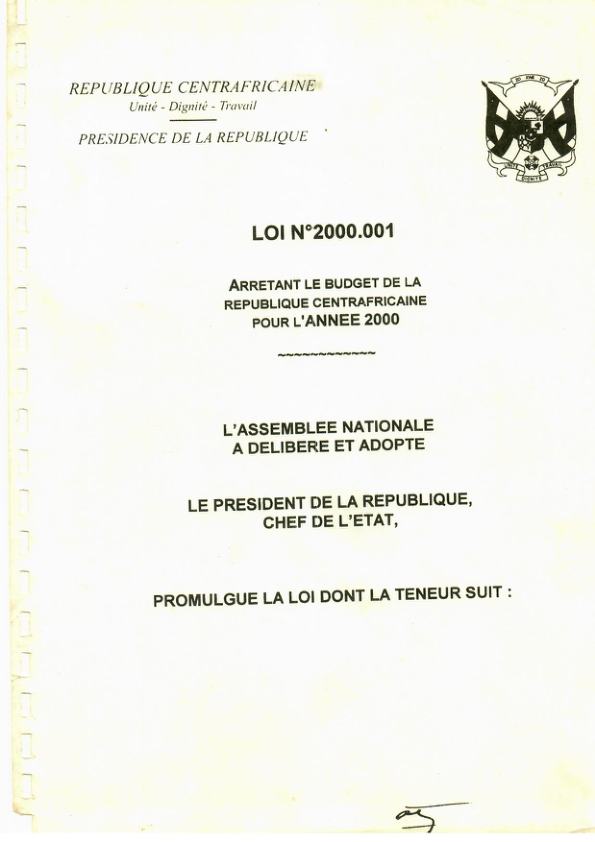 REPUBLIQUE CENTRAFRICAINE
Unité - Dignité - Travail
PRESIDENCE DE LA REPUBLIQUE
ZO KWE ZO
UNITE
TRAVAIL
DIGNITE
LOI N°2000.001
ARRETANT LE BUDGET DE LA
REPUBLIQUE CENTRAFRICAINE
POUR L'ANNEE 2000
~~~~~~~~~~~~
L'ASSEMBLEE NATIONALE
A DELIBERE ET ADOPTE
LE PRESIDENT DE LA REPUBLIQUE,
CHEF DE L'ETAT,
PROMULGUE LA LOI DONT LA TENEUR SUIT :